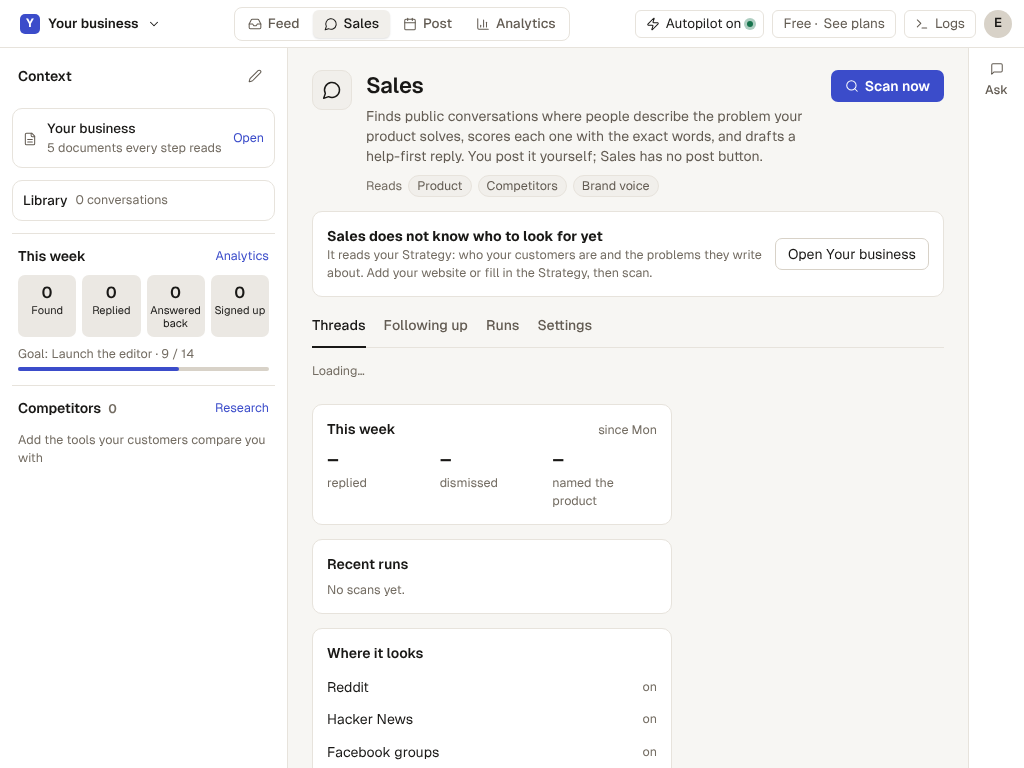 Y Your business
Feed
Sales
Post
Analytics
Autopilot on
Free · See plans
Logs
E
Context
Your business
5 documents every step reads
Open
Library 0 conversations
This week
Analytics
0
Found
0
Replied
0
Answered
back
0
Signed up
Goal: Launch the editor · 9 / 14
Competitors 0
Research
Add the tools your customers compare you
with
Sales
Finds public conversations where people describe the problem your
product solves, scores each one with the exact words, and drafts a
help-first reply. You post it yourself; Sales has no post button.
Reads Product Competitors Brand voice
Scan now
Sales does not know who to look for yet
It reads your Strategy: who your customers are and the problems they write
about. Add your website or fill in the Strategy, then scan.
Open Your business
Threads
Following up
Runs
Settings
Loading…
This week
since Mon
–
replied
–
dismissed
–
named the
product
Recent runs
No scans yet.
Where it looks
Reddit on
Hacker News on
Facebook groups on
Ask